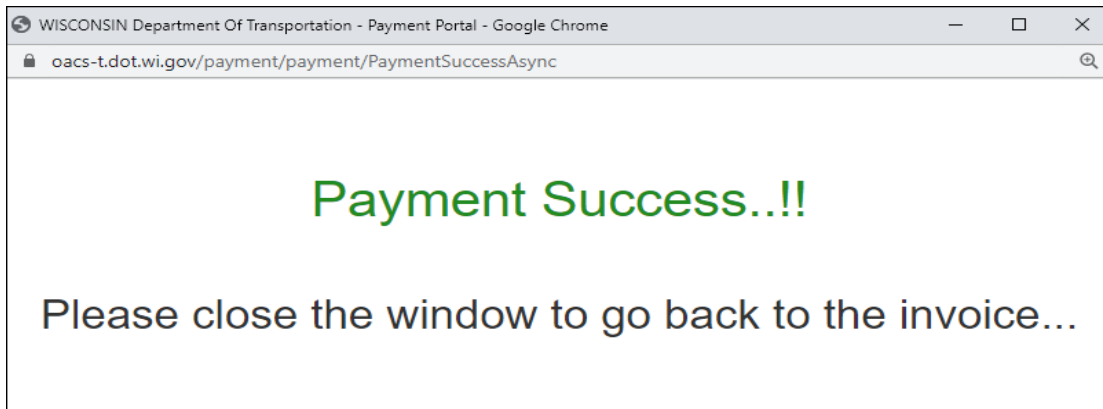 WISCONSIN Department Of Transportation - Payment Portal - Google Chrome
oacs-t.dot.wi.gov/payment/payment/PaymentSuccessAsync
Payment Success..!!
Please close the window to go back to the invoice...